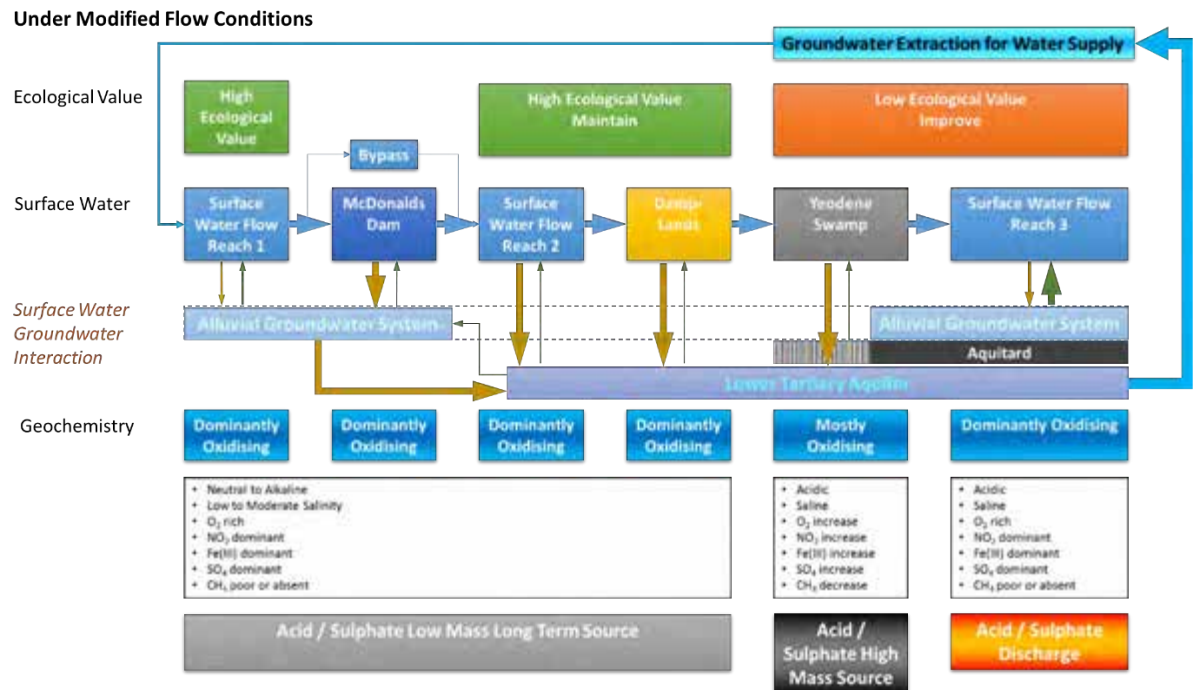 Under Modified Flow Conditions
Groundwater Extraction for Water Supply
Ecological Value
High
Ecological
Value
High Ecological Value
Maintain
Low Ecological Value
Improve
Bypass
Surface Water
Surface
Water Flow
Reach 1
McDonalds
Dam
Surface
Water Flow
Reach 2
Damp
Lands
Yeodene
Swamp
Surface Water Flow
Reach 3
Surface Water
Groundwater
Interaction
Alluvial Groundwater System
Alluvial Groundwater System
Aquitard
Lower Tertiary Aquifer
Geochemistry
Dominantly
Oxidising
Dominantly
Oxidising
Dominantly
Oxidising
Dominantly
Oxidising
Mostly
Oxidising
Dominantly Oxidising
• Neutral to Alkaline
• Low to Moderate Salinity
• O₂ rich
• NO₃ dominant
• Fe(III) dominant
• SO₄ dominant
• CH₄ poor or absent
• Acidic
• Saline
• O₂ increase
• NO₃ increase
• Fe(III) increase
• SO₄ increase
• CH₄ decrease
• Acidic
• Saline
• O₂ rich
• NO₃ dominant
• Fe(III) dominant
• SO₄ dominant
• CH₄ poor or absent
Acid / Sulphate Low Mass Long Term Source
Acid /
Sulphate High
Mass Source
Acid / Sulphate
Discharge